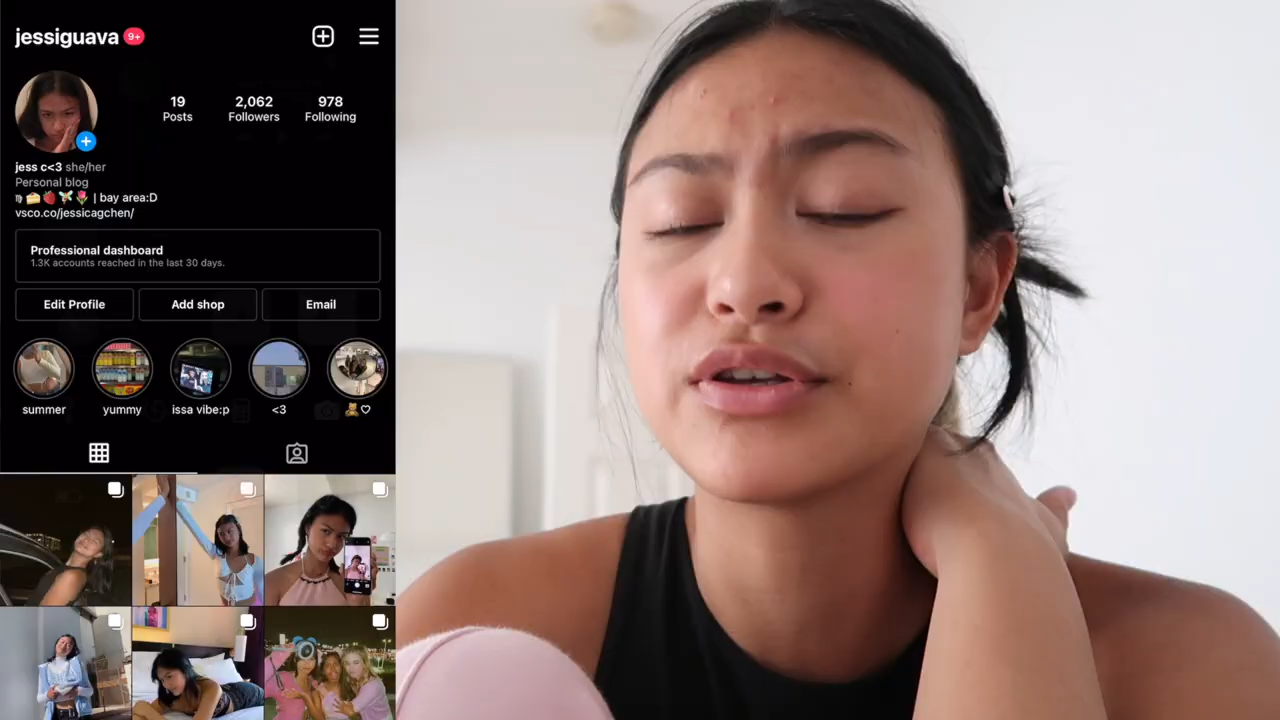 jessiguava 9+
19 2,062 978
Posts Followers Following
jess c<3 she/her
Personal blog
♍🍰🍓🧚🌷 | bay area:D
vsco.co/jessicagchen/
Professional dashboard
1.3K accounts reached in the last 30 days.
Edit Profile Add shop Email
summer yummy issa vibe:p <3 🧸♡